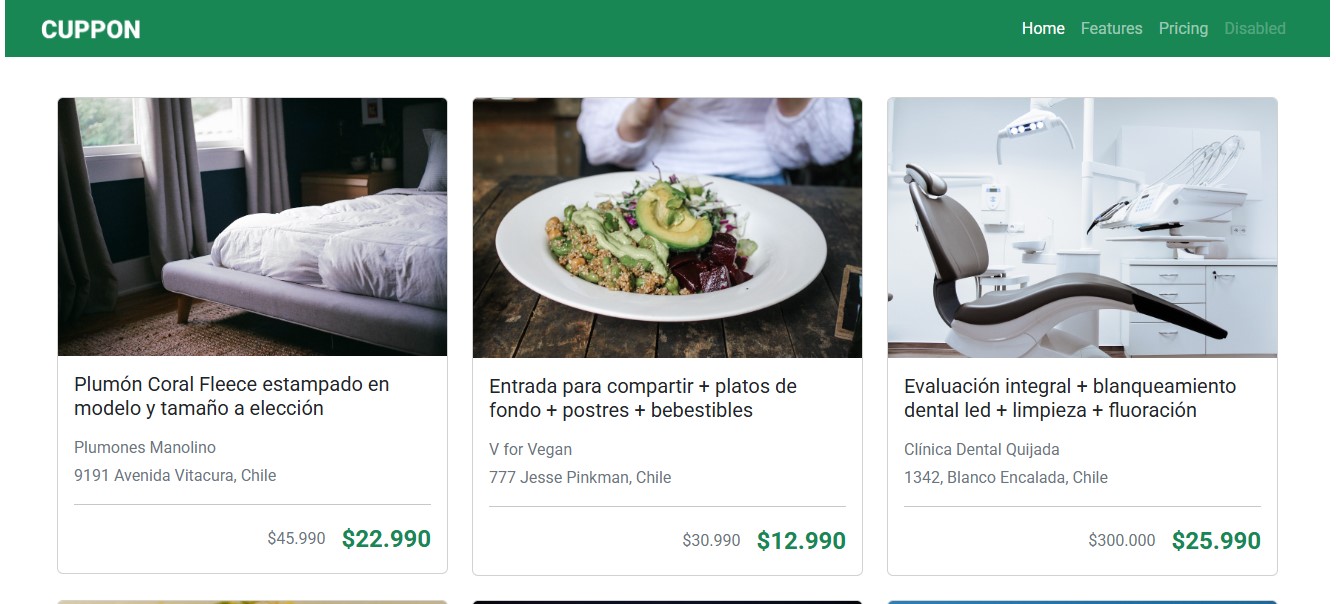 CUPPON
Home Features Pricing Disabled
Plumón Coral Fleece estampado en
modelo y tamaño a elección
Plumones Manolino
9191 Avenida Vitacura, Chile
$45.990 $22.990
Entrada para compartir + platos de
fondo + postres + bebestibles
V for Vegan
777 Jesse Pinkman, Chile
$30.990 $12.990
Evaluación integral + blanqueamiento
dental led + limpieza + fluoración
Clínica Dental Quijada
1342, Blanco Encalada, Chile
$300.000 $25.990